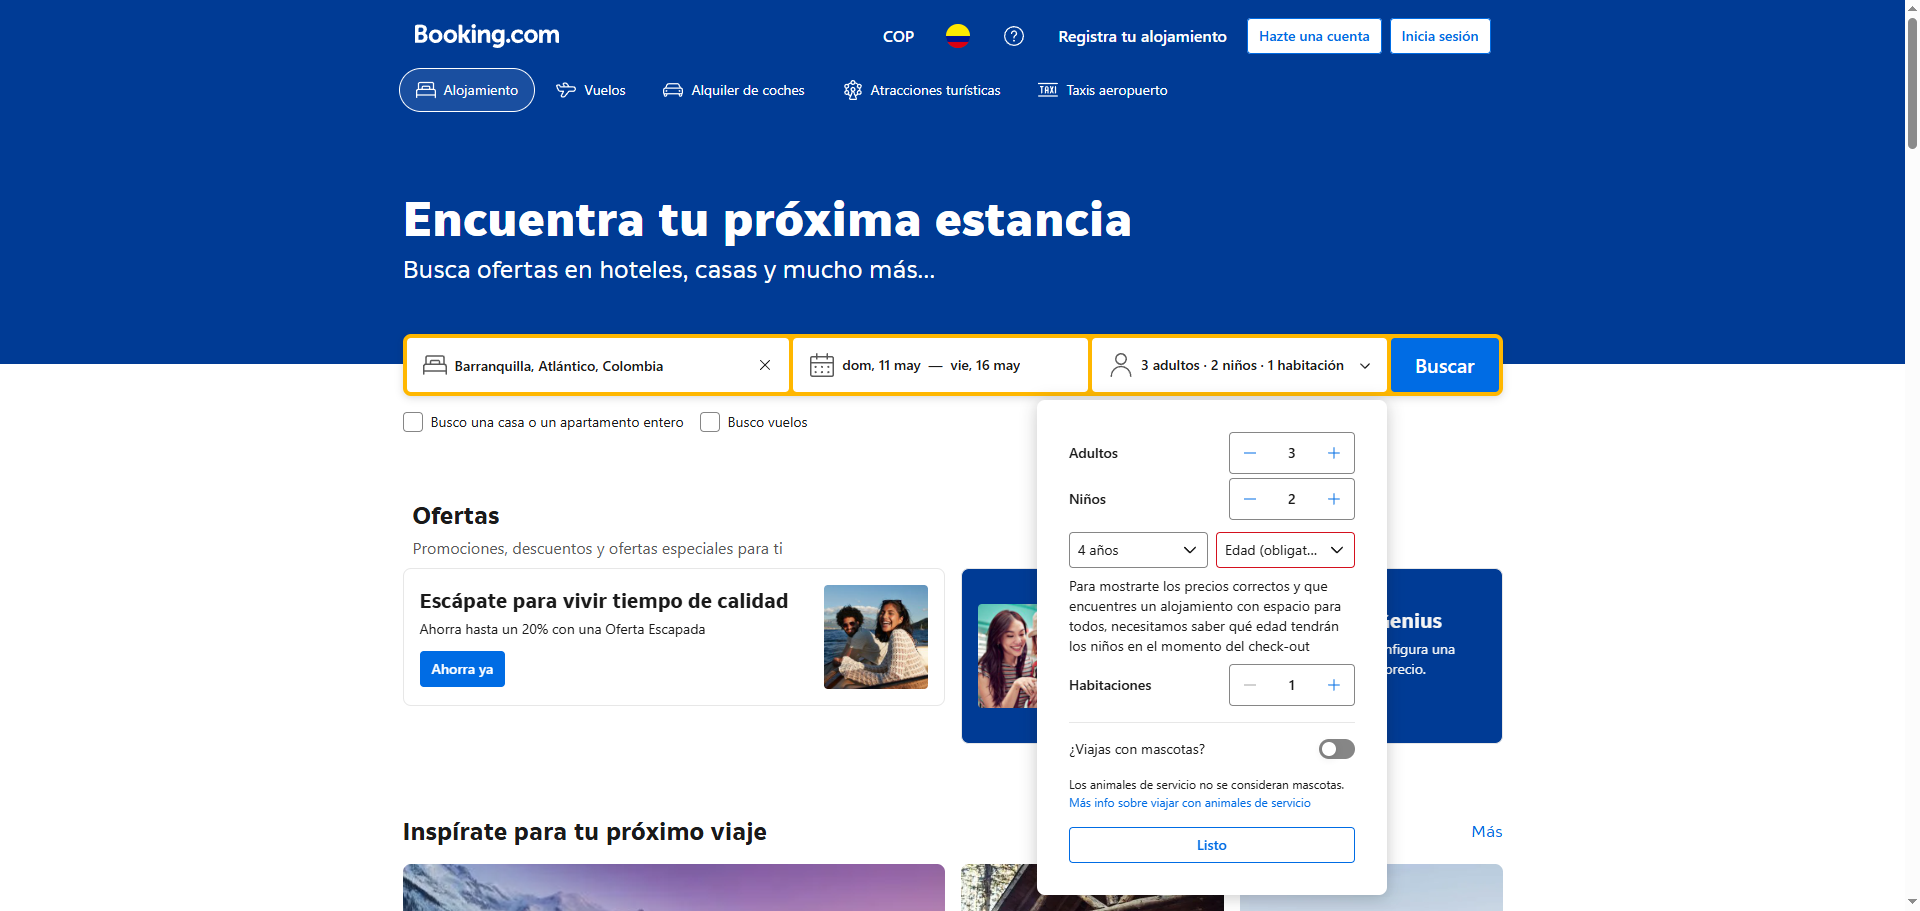 Booking.com
COP
Registra tu alojamiento
Hazte una cuenta
Inicia sesión
Alojamiento
Vuelos
Alquiler de coches
Atracciones turísticas
TAXI
Taxis aeropuerto
Encuentra tu próxima estancia
Busca ofertas en hoteles, casas y mucho más...
Barranquilla, Atlántico, Colombia
dom, 11 may — vie, 16 may
3 adultos · 2 niños · 1 habitación
Buscar
Busco una casa o un apartamento entero
Busco vuelos
Adultos
3
Niños
2
4 años
Edad (obligat...
Para mostrarte los precios correctos y que
encuentres un alojamiento con espacio para
todos, necesitamos saber qué edad tendrán
los niños en el momento del check-out
Habitaciones
1
¿Viajas con mascotas?
Los animales de servicio no se consideran mascotas.
Más info sobre viajar con animales de servicio
Listo
Ofertas
Promociones, descuentos y ofertas especiales para ti
Escápate para vivir tiempo de calidad
Ahorra hasta un 20% con una Oferta Escapada
Ahorra ya
Genius
nfigura una
precio.
Inspírate para tu próximo viaje
Más